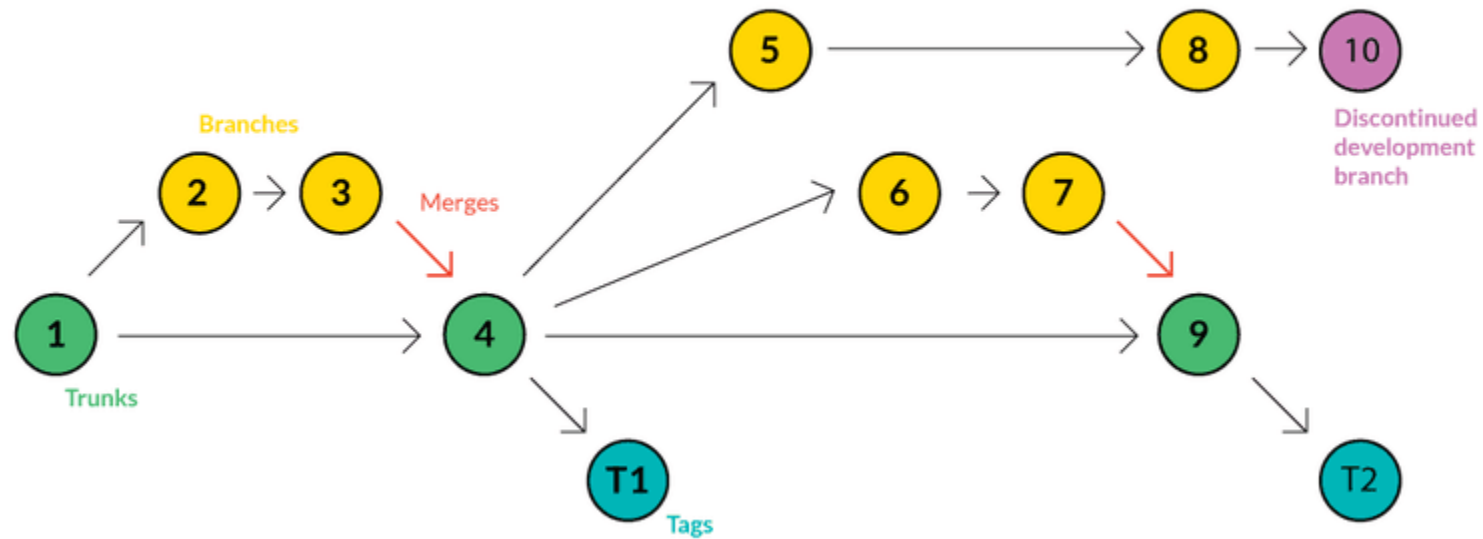 5
8
10
Discontinued
development
branch
Branches
2
3
Merges
6
7
1
4
9
Trunks
T1
T2
Tags